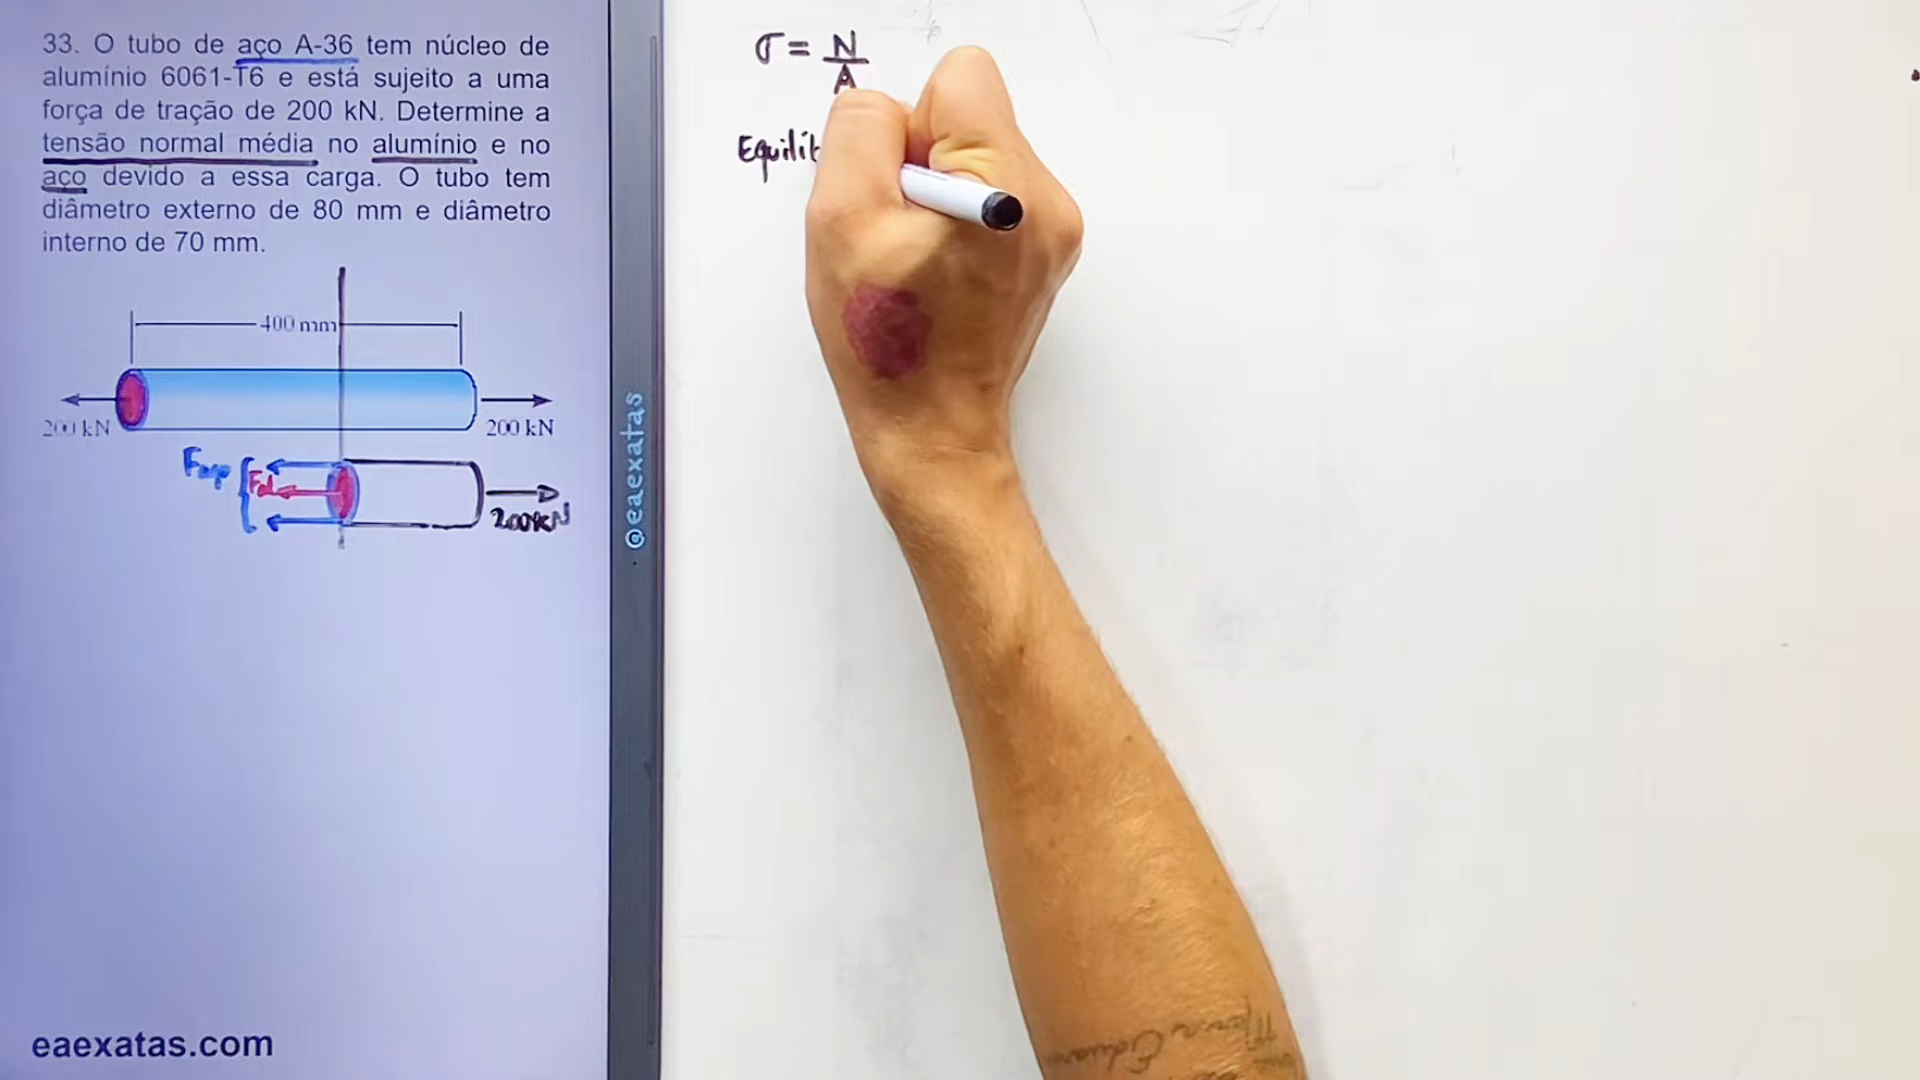 33. O tubo de aço A-36 tem núcleo de
alumínio 6061-T6 e está sujeito a uma
força de tração de 200 kN. Determine a
tensão normal média no alumínio e no
aço devido a essa carga. O tubo tem
diâmetro externo de 80 mm e diâmetro
interno de 70 mm.
400 mm
200 kN
200 kN
Fal
200kN
eaexatas.com
@eaexatas
σ = N
A
Equilíb